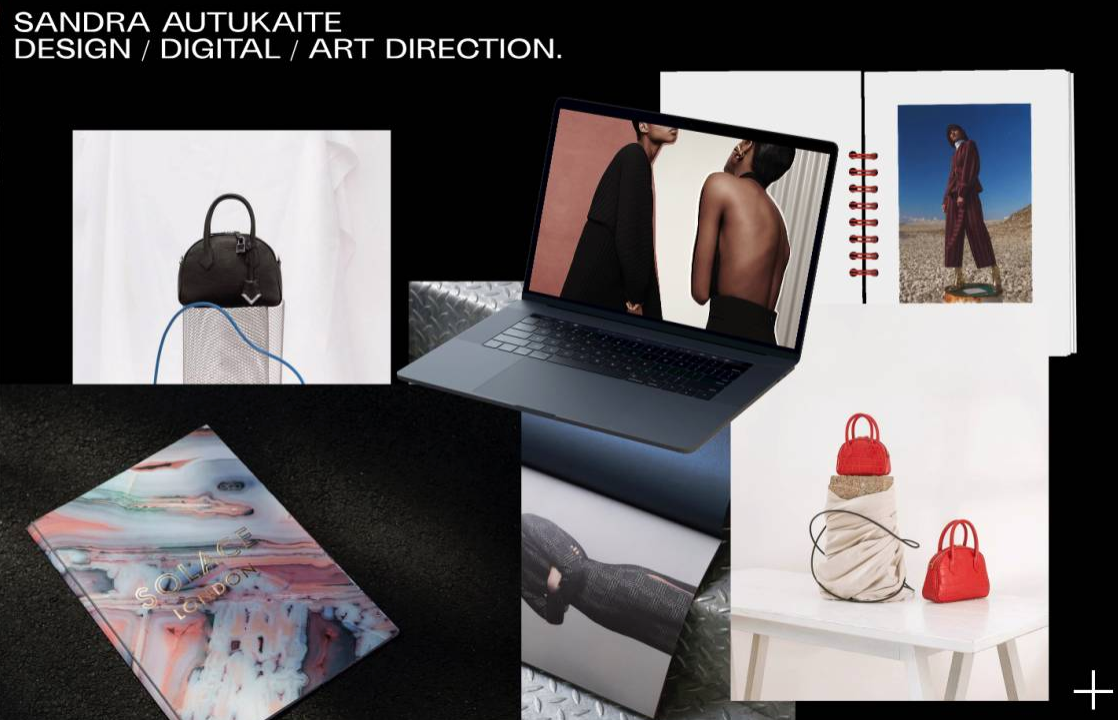 SANDRA AUTUKAITE
DESIGN / DIGITAL / ART DIRECTION.
SOLACE
LONDON